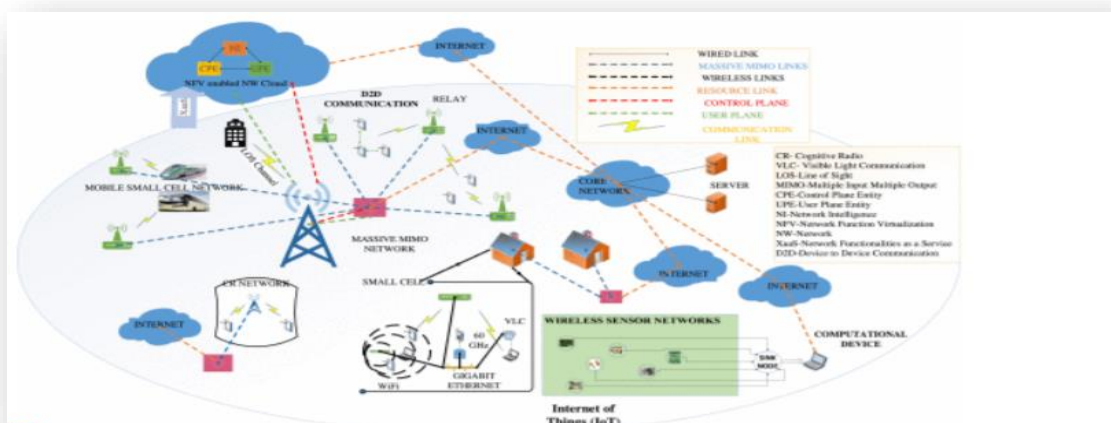 NI
CPE
UPE
NFV enabled NW Cloud
XaaS
INTERNET
D2D
COMMUNICATION
RELAY
LOS Channel
INTERNET
MOBILE SMALL CELL NETWORK
MASSIVE MIMO
NETWORK
CORE
NETWORK
SERVER
WIRED LINK
MASSIVE MIMO LINKS
WIRELESS LINKS
RESOURCE LINK
CONTROL PLANE
USER PLANE
COMMUNICATION
LINK
CR- Cognitive Radio
VLC- Visible Light Communication
LOS-Line of Sight
MIMO-Multiple Input Multiple Output
CPE-Control Plane Entity
UPE-User Plane Entity
NI-Network Intelligence
NFV-Network Function Virtualization
NW-Network
XaaS-Network Functionalities as a Service
D2D-Device to Device Communication
SMALL CELL
INTERNET
INTERNET
CR NETWORK
INTERNET
60
GHz
VLC
WiFi
GIGABIT
ETHERNET
WIRELESS SENSOR NETWORKS
SINK
NODE
COMPUTATIONAL
DEVICE
Internet of
Things (IoT)